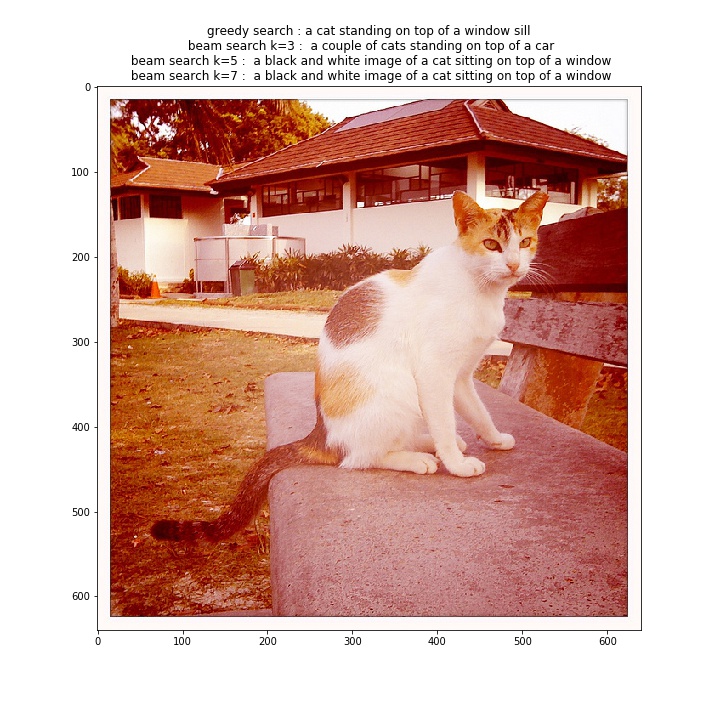 greedy search : a cat standing on top of a window sill
beam search k=3 :  a couple of cats standing on top of a car
beam search k=5 :  a black and white image of a cat sitting on top of a window
beam search k=7 :  a black and white image of a cat sitting on top of a window
0
100
200
300
400
500
600
0 100 200 300 400 500 600